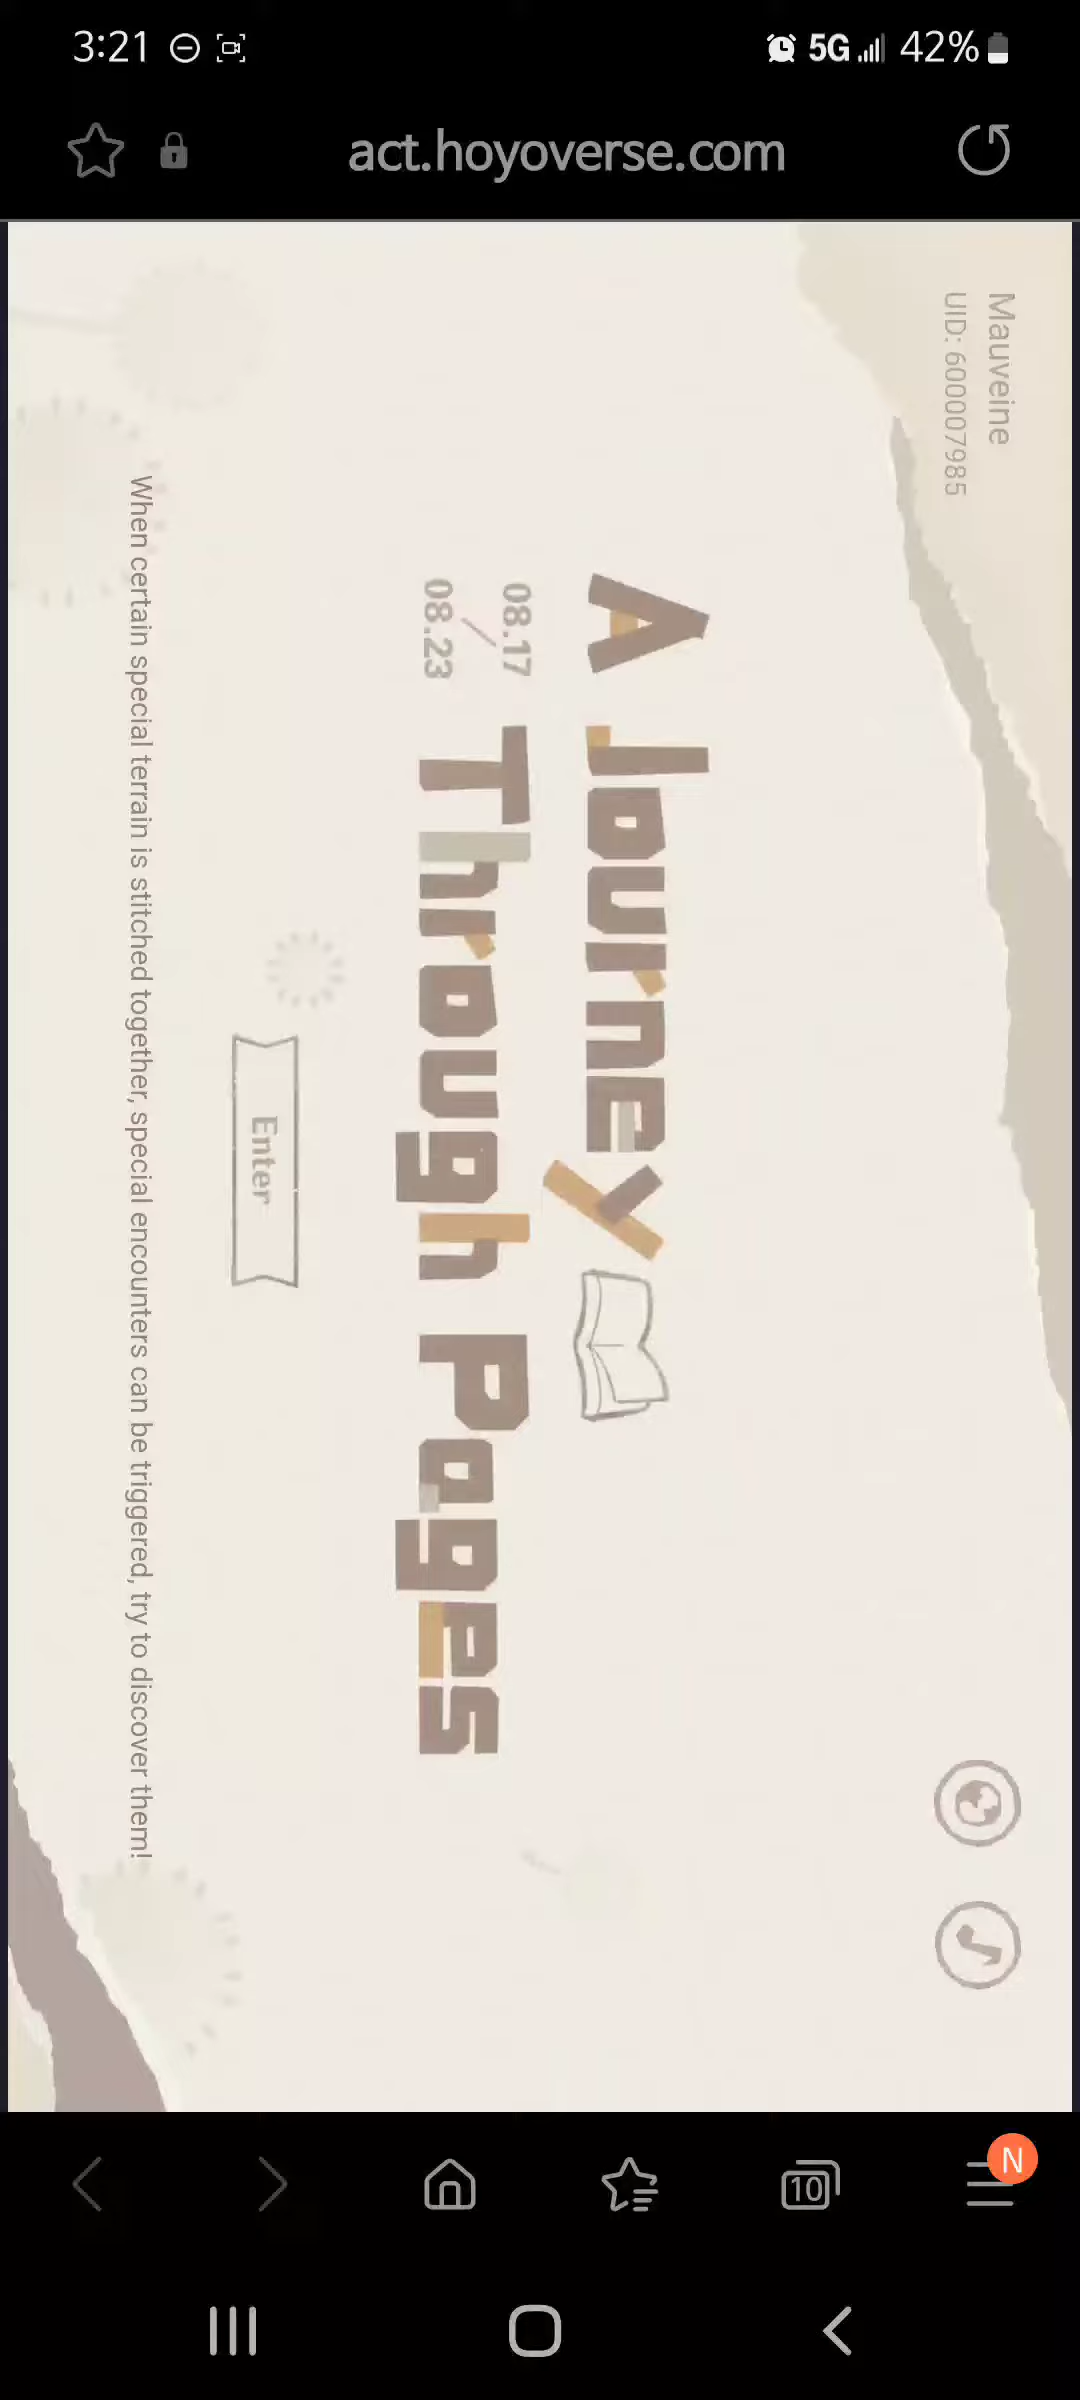 3:21
5G 42%
act.hoyoverse.com
Mauveine
UID: 600007985
A Journey
08.17
08.23
Through Pages
Enter
When certain special terrain is stitched together, special encounters can be triggered, try to discover them!
10
N